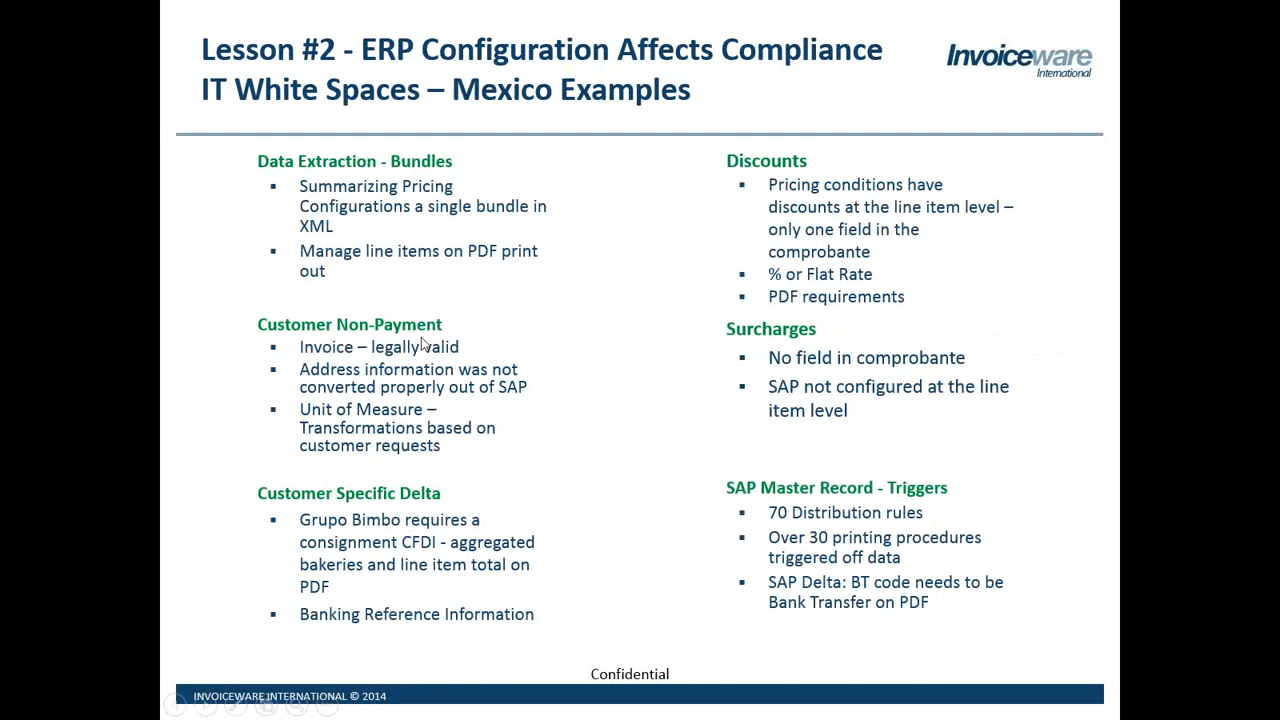 Lesson #2 - ERP Configuration Affects Compliance
IT White Spaces – Mexico Examples
Invoiceware
International
Data Extraction - Bundles
▪ Summarizing Pricing
Configurations a single bundle in
XML
▪ Manage line items on PDF print
out
Customer Non-Payment
▪ Invoice – legally valid
▪ Address information was not
converted properly out of SAP
▪ Unit of Measure –
Transformations based on
customer requests
Customer Specific Delta
▪ Grupo Bimbo requires a
consignment CFDI - aggregated
bakeries and line item total on
PDF
▪ Banking Reference Information
Discounts
▪ Pricing conditions have
discounts at the line item level –
only one field in the
comprobante
▪ % or Flat Rate
▪ PDF requirements
Surcharges
▪ No field in comprobante
▪ SAP not configured at the line
item level
SAP Master Record - Triggers
▪ 70 Distribution rules
▪ Over 30 printing procedures
triggered off data
▪ SAP Delta: BT code needs to be
Bank Transfer on PDF
Confidential
INVOICEWARE INTERNATIONAL © 2014